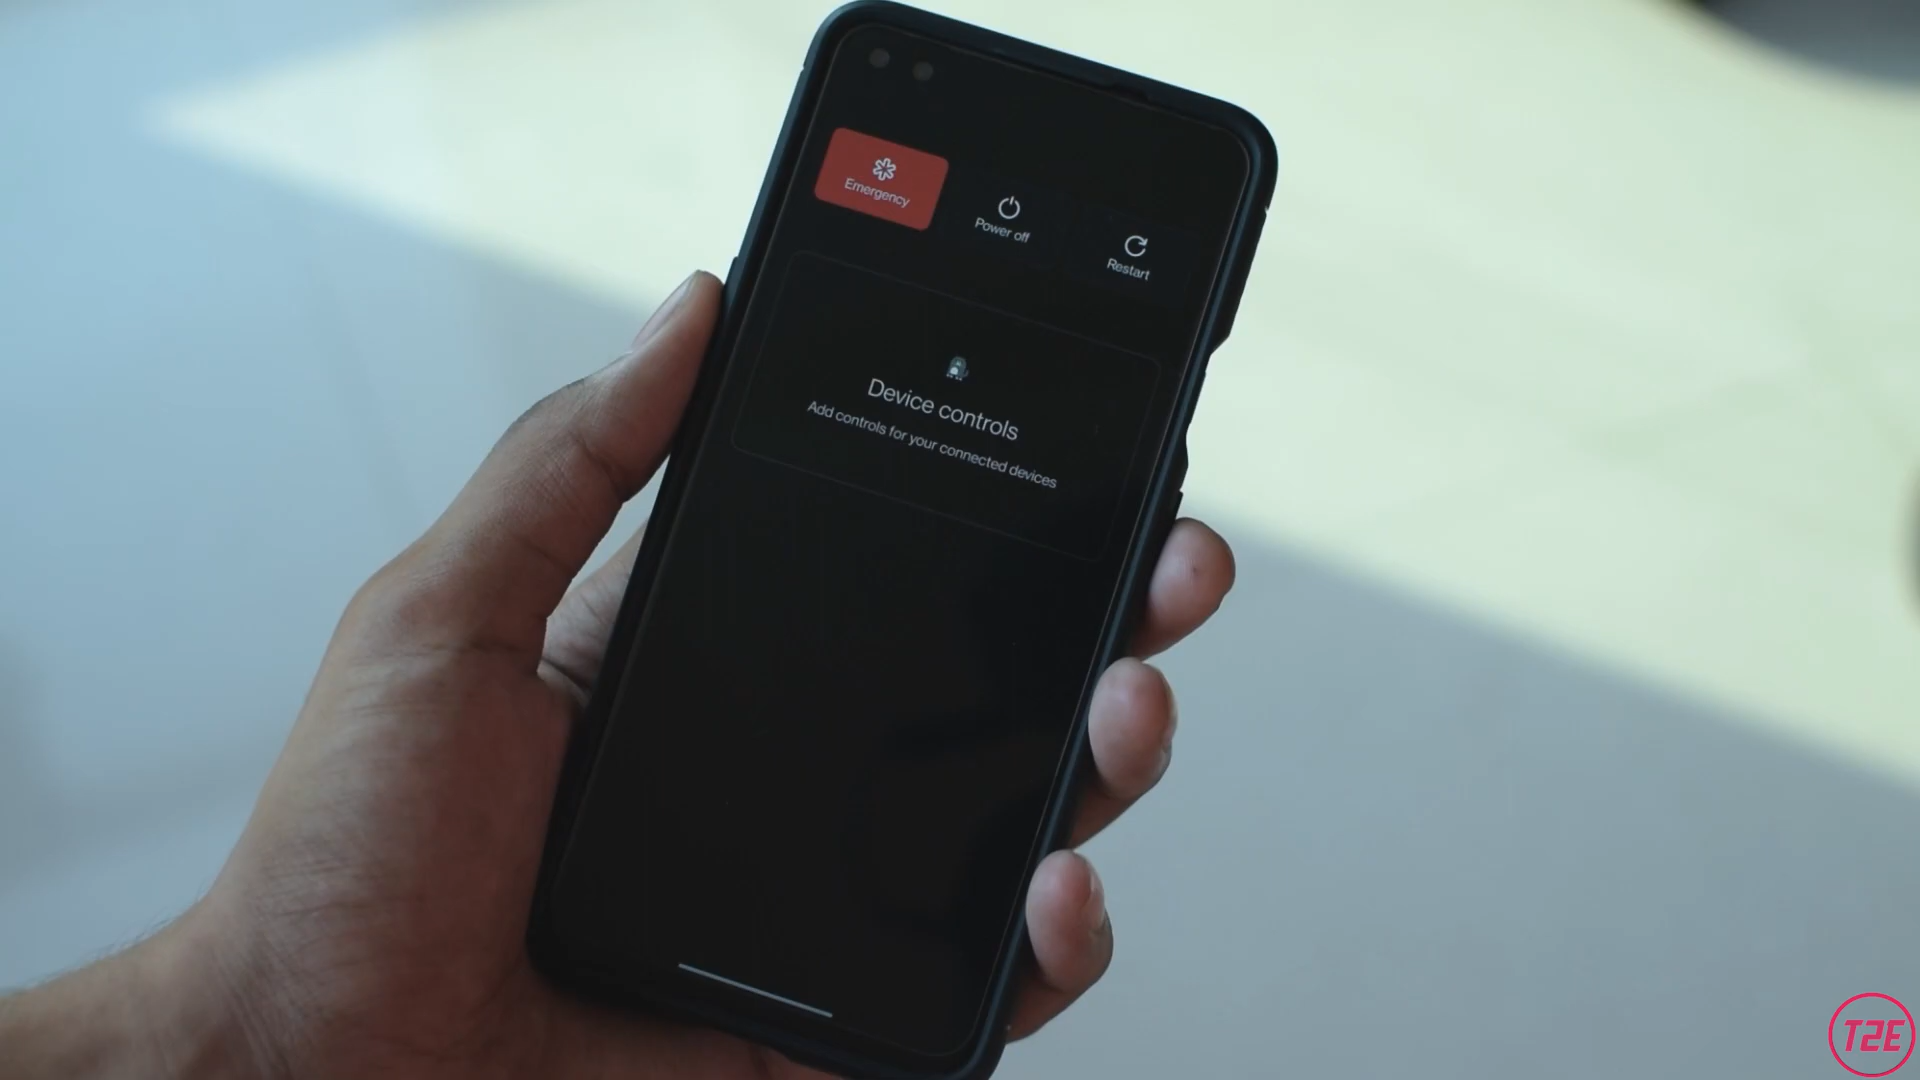 Emergency
Power off
Restart
Device controls
Add controls for your connected devices
T2E